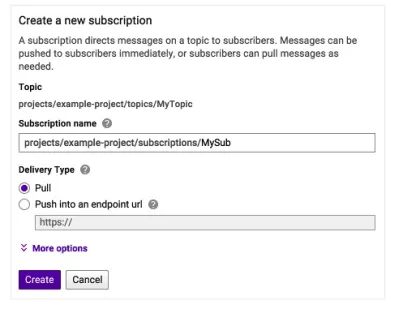 Create a new subscription
A subscription directs messages on a topic to subscribers. Messages can be
pushed to subscribers immediately, or subscribers can pull messages as
needed.
Topic
projects/example-project/topics/MyTopic
Subscription name ?
projects/example-project/subscriptions/MySub
Delivery Type ?
Pull
Push into an endpoint url ?
https://
More options
Create Cancel